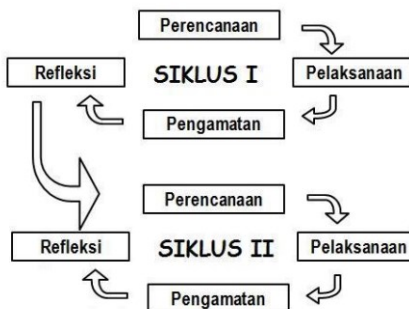 Perencanaan
Refleksi SIKLUS I Pelaksanaan
Pengamatan
Perencanaan
Refleksi SIKLUS II Pelaksanaan
Pengamatan